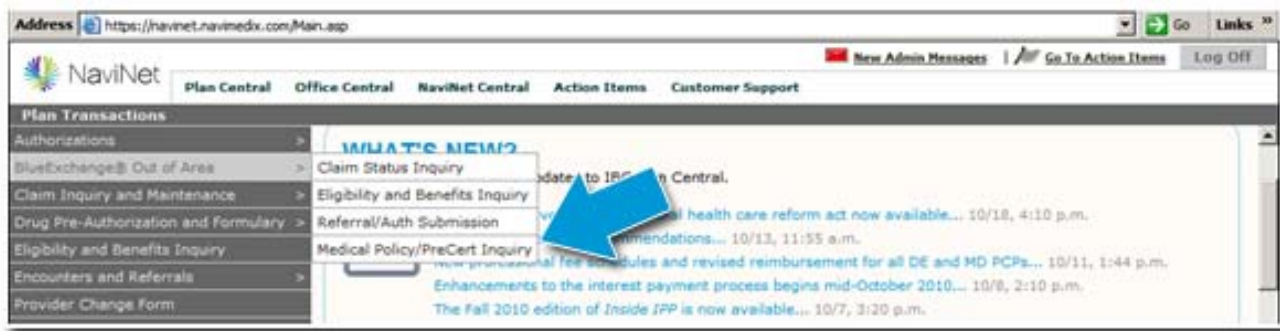 Address https://navinet.navimedix.com/Main.asp Go Links »
New Admin Messages | Go To Action Items Log Off
NaviNet
Plan Central Office Central NaviNet Central Action Items Customer Support
Plan Transactions
Authorizations >
WHAT'S NEW?
BlueExchange® Out of Area > Claim Status Inquiry
to IBC Central.
Claim Inquiry and Maintenance > Eligibility and Benefits Inquiry
Drug Pre-Authorization and Formulary > Referral/Auth Submission
health care reform act now available... 10/18, 4:10 p.m.
Eligibility and Benefits Inquiry Medical Policy/PreCert Inquiry
10/13, 11:55 a.m.
Encounters and Referrals >
New professional fee schedules and revised reimbursement for all DE and MD PCPs... 10/11, 1:44 p.m.
Enhancements to the interest payment process begins mid-October 2010... 10/8, 2:10 p.m.
Provider Change Form
The Fall 2010 edition of Inside IPP is now available... 10/7, 3:20 p.m.